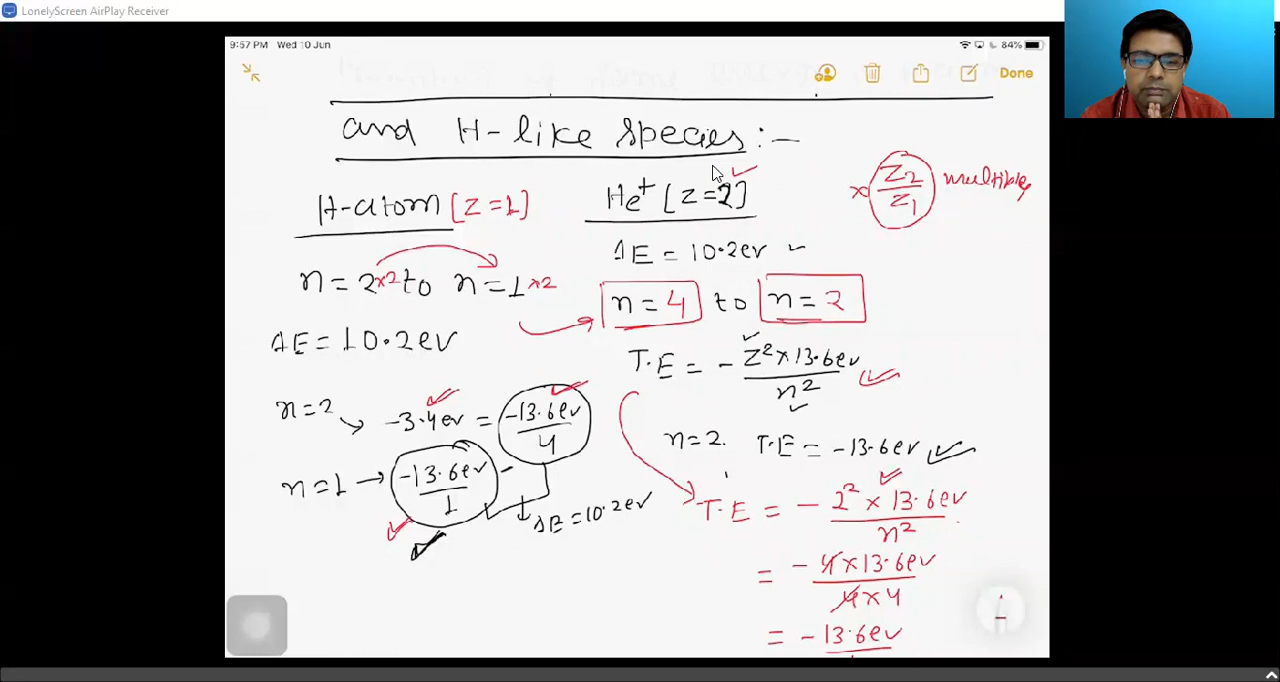 LonelyScreen AirPlay Receiver
9:57 PM Wed 10 Jun
84%
Done
and H-like species:-
H-atom [Z=1]
He+ [Z=2]
× Z2/Z1 multiple
ΔE = 10.2ev
n=2×2 to n=1×2
n=4 to n=2
ΔE=10.2ev
T.E = - Z²×13.6ev / n²
n=2 → -3.4ev = -13.6ev / 4
n=2. T.E = -13.6ev
n=1 → -13.6ev / 1
ΔE=10.2ev
T.E = - 2² × 13.6ev / n²
= - 4×13.6ev / 4×4
= -13.6ev